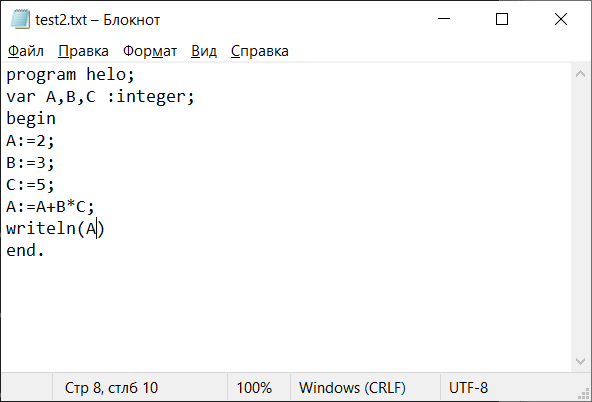 test2.txt – Блокнот
Файл Правка Формат Вид Справка
program helo;
var A,B,C :integer;
begin
A:=2;
B:=3;
C:=5;
A:=A+B*C;
writeln(A)
end.
Стр 8, стлб 10 100% Windows (CRLF) UTF-8